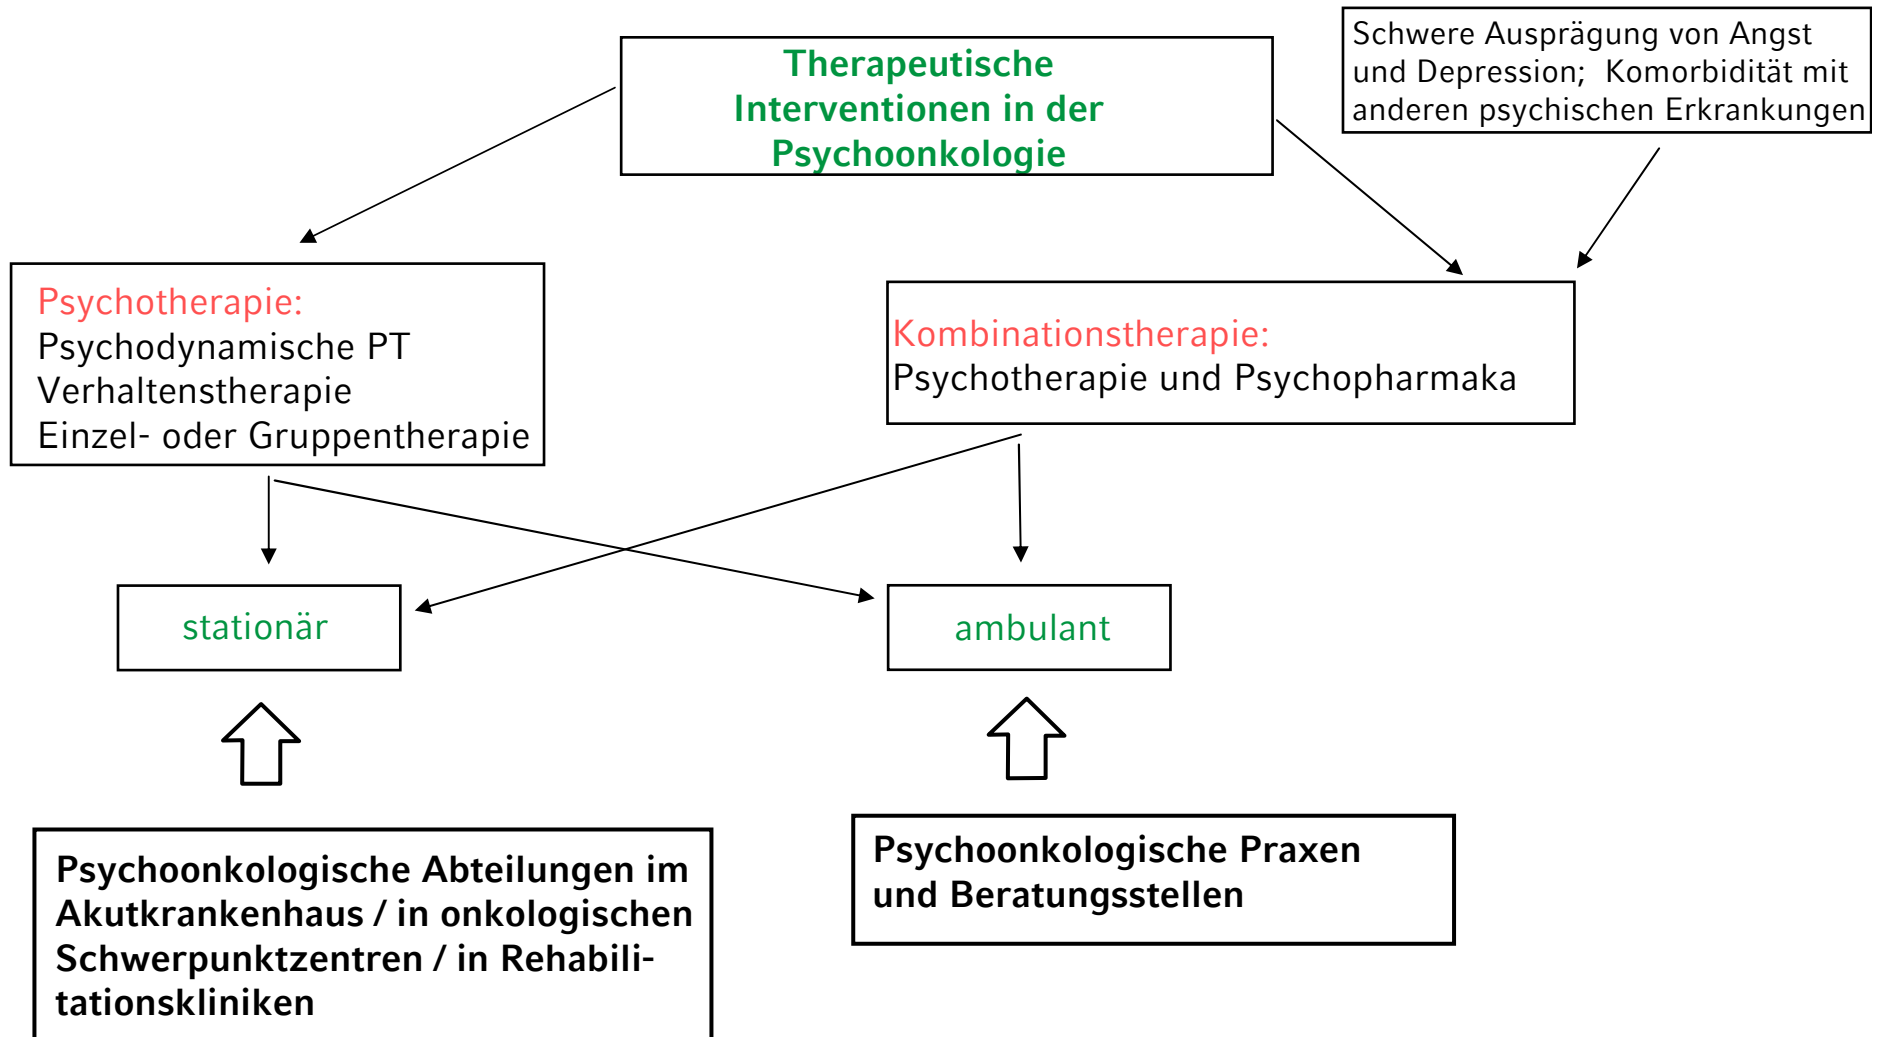 Therapeutische
Interventionen in der
Psychoonkologie
Schwere Ausprägung von Angst
und Depression; Komorbidität mit
anderen psychischen Erkrankungen
Psychotherapie:
Psychodynamische PT
Verhaltenstherapie
Einzel- oder Gruppentherapie
Kombinationstherapie:
Psychotherapie und Psychopharmaka
stationär
ambulant
Psychoonkologische Abteilungen im
Akutkrankenhaus / in onkologischen
Schwerpunktzentren / in Rehabili-
tationskliniken
Psychoonkologische Praxen
und Beratungsstellen